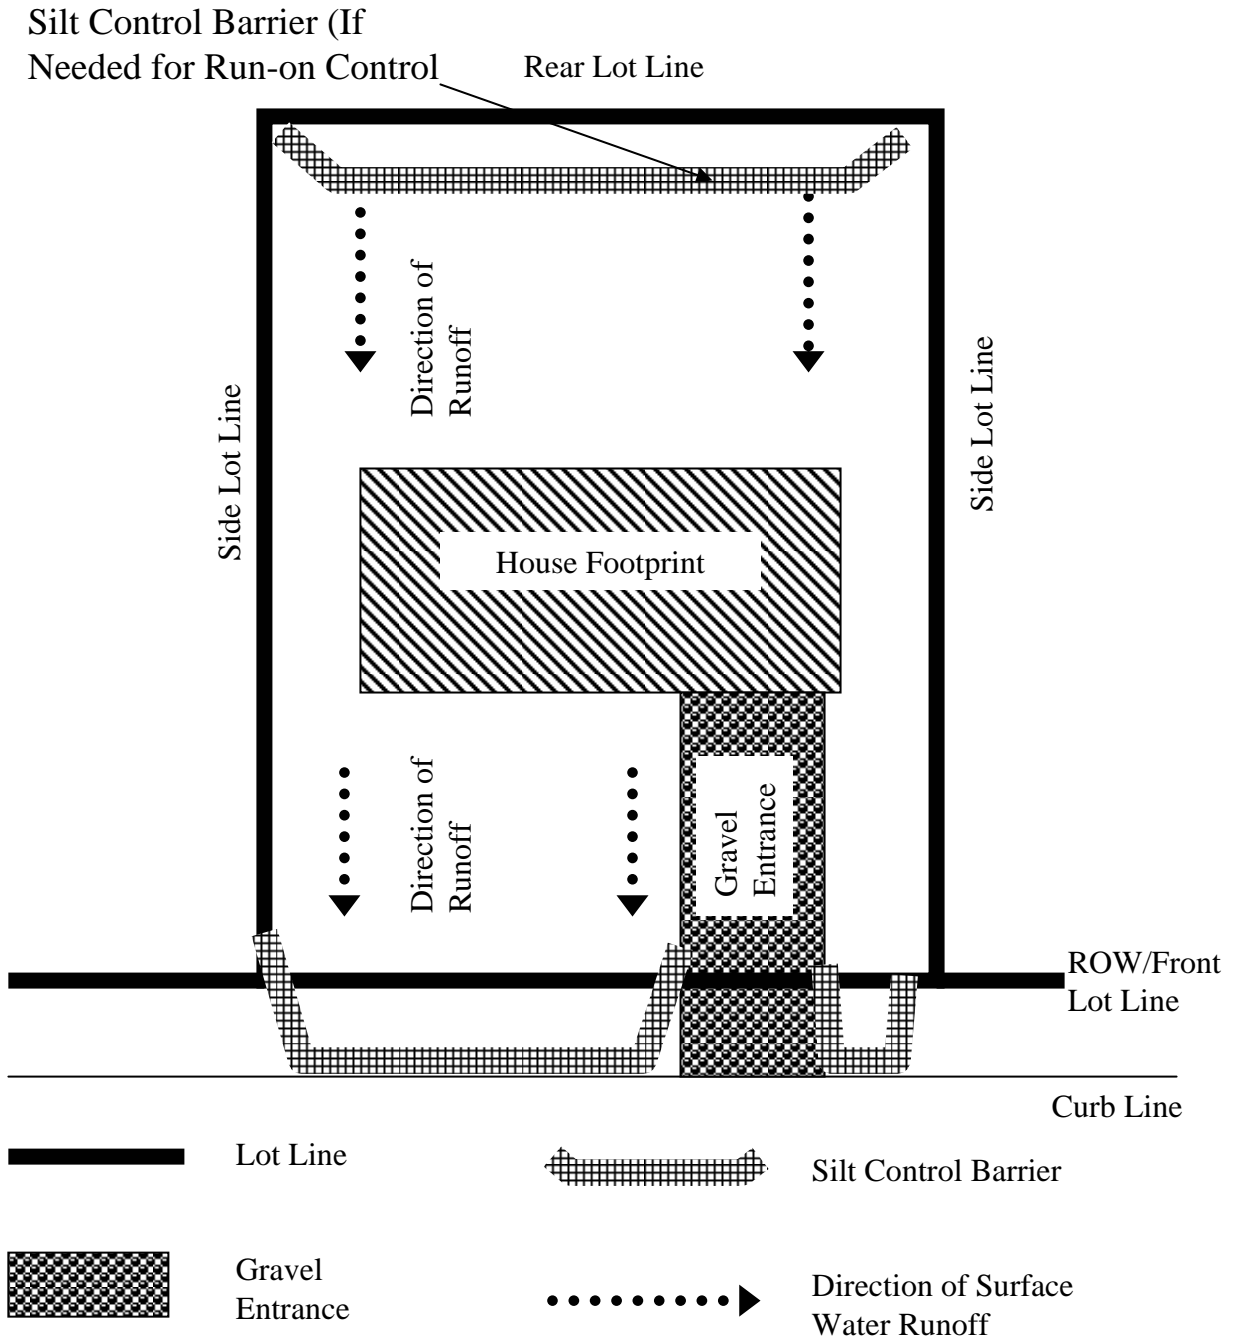 Silt Control Barrier (If
Needed for Run-on Control
Rear Lot Line
Direction of
Runoff
Side Lot Line
Side Lot Line
House Footprint
Direction of
Runoff
Gravel
Entrance
ROW/Front
Lot Line
Curb Line
Lot Line
Silt Control Barrier
Gravel
Entrance
Direction of Surface
Water Runoff